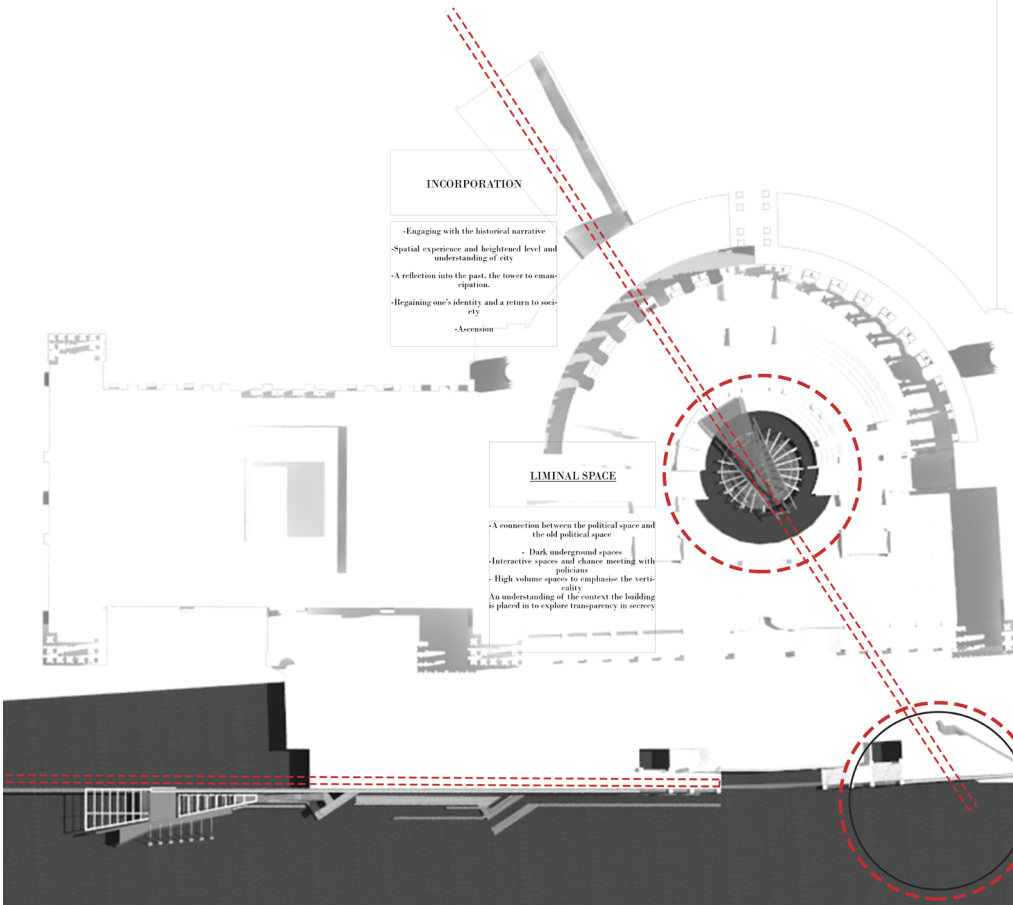 INCORPORATION
-Engaging with the historical narrative
-Spatial experience and heightened level and
understanding of city
-A reflection into the past, the tower to eman-
cipation.
-Regaining one's identity and a return to soci-
ety
-Ascension
LIMINAL SPACE
-A connection between the political space and
the old political space
- Dark underground spaces
-Interactive spaces and chance meeting with
policians
- High volume spaces to emphasise the verti-
cality
An understanding of the context the building
is placed in to explore transparency in secrecy